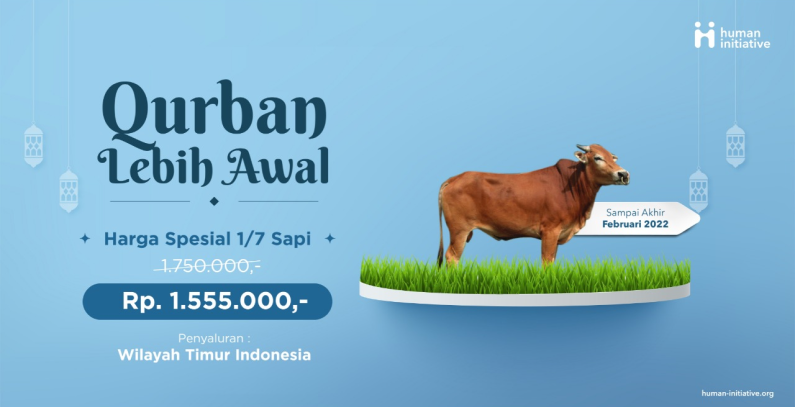 human
initiative
Qurban
Lebih Awal
Harga Spesial 1/7 Sapi
1.750.000,-
Rp. 1.555.000,-
Penyaluran :
Wilayah Timur Indonesia
Sampai Akhir
Februari 2022
human-initiative.org